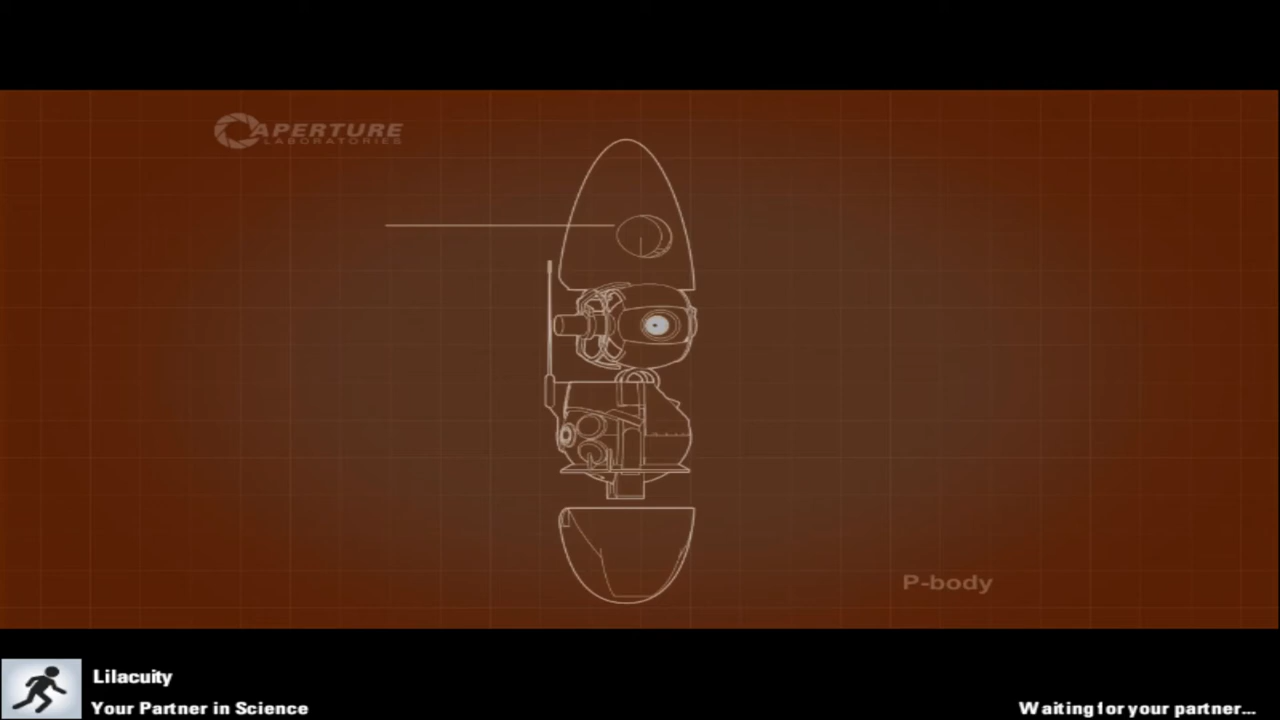 APERTURE
LABORATORIES
P-body
Lilacuity
Your Partner in Science
Waiting for your partner...